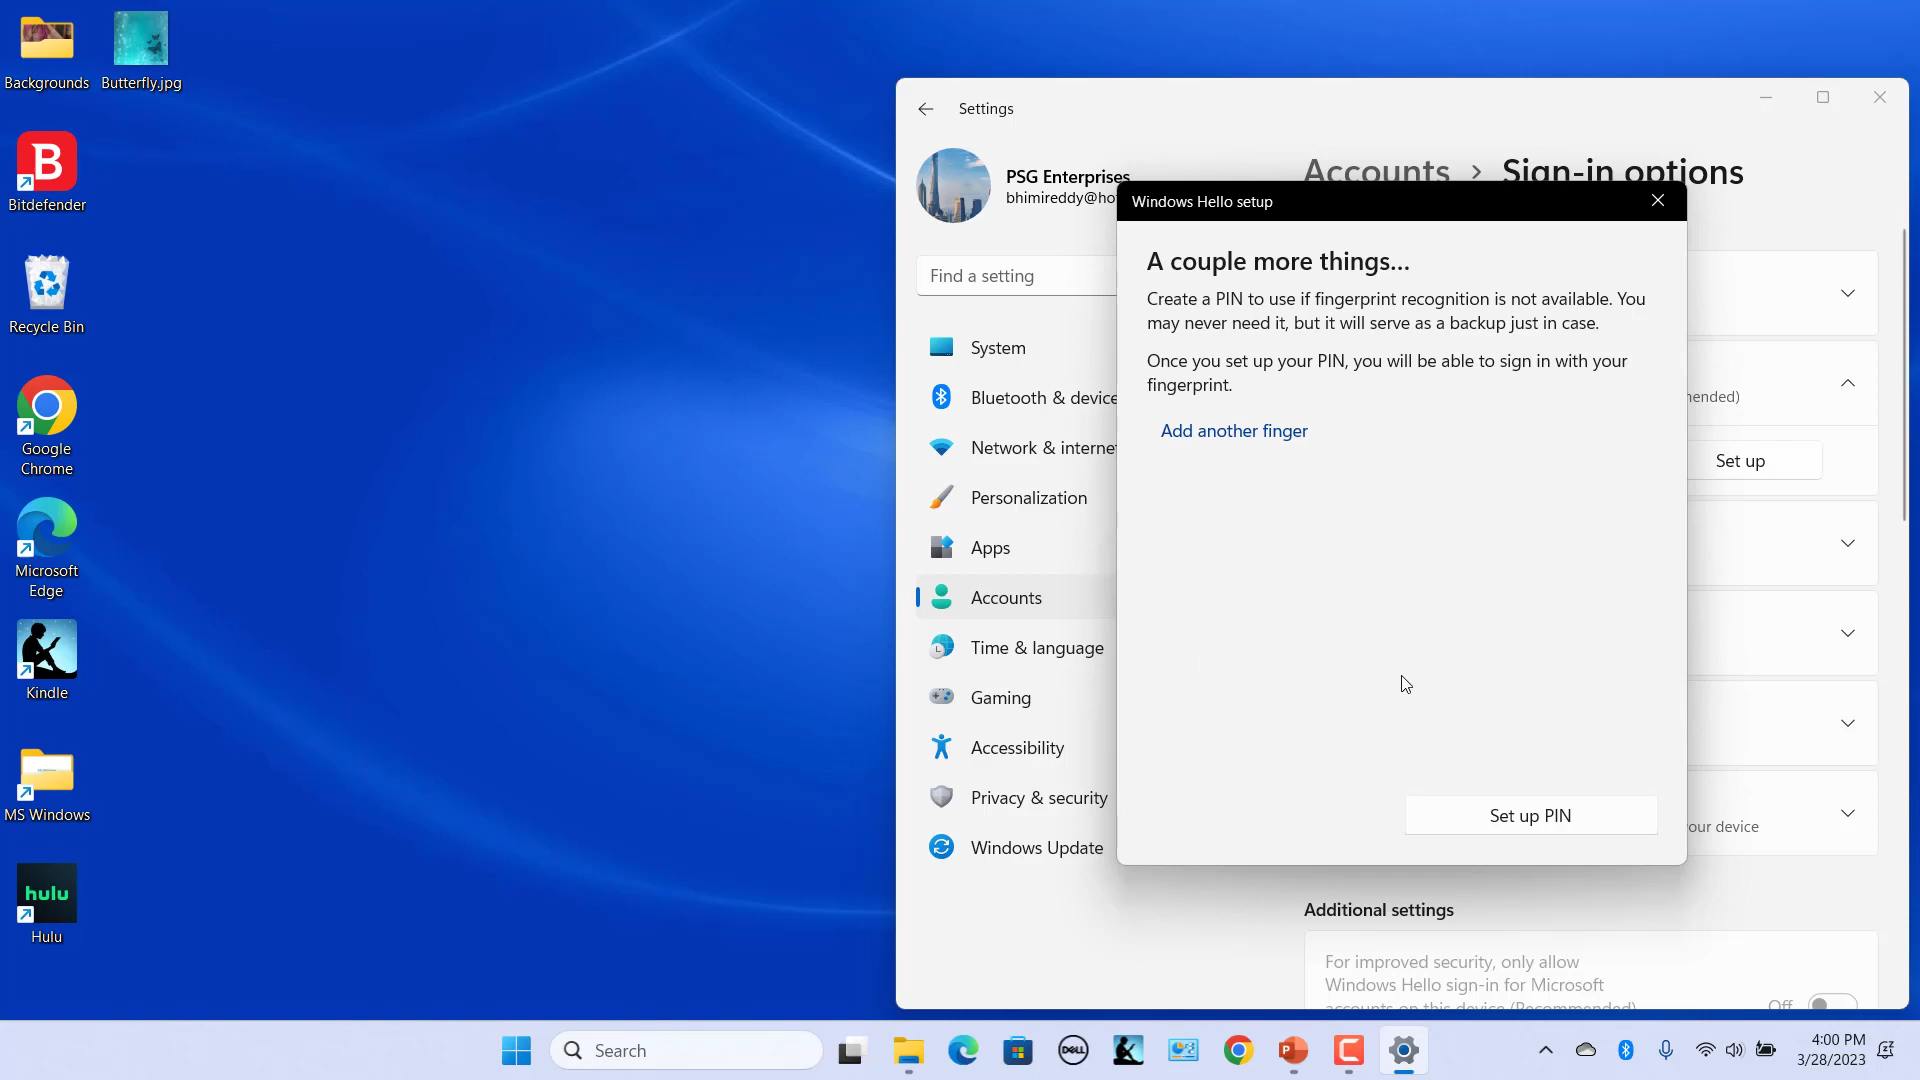 Backgrounds
Butterfly.jpg
B
Bitdefender
Recycle Bin
Google
Chrome
Microsoft
Edge
Kindle
MS Windows
hulu
Hulu
Settings
PSG Enterprises
bhimireddy@ho
Find a setting
System
Bluetooth & device
Network & interne
Personalization
Apps
Accounts
Time & language
Gaming
Accessibility
Privacy & security
Windows Update
Accounts > Sign-in options
Windows Hello setup
A couple more things...
Create a PIN to use if fingerprint recognition is not available. You
may never need it, but it will serve as a backup just in case.
Once you set up your PIN, you will be able to sign in with your
fingerprint.
Add another finger
Set up PIN
nended)
Set up
our device
Additional settings
For improved security, only allow
Windows Hello sign-in for Microsoft
accounts on this device (Recommended)
Off
Search
DELL
4:00 PM
3/28/2023